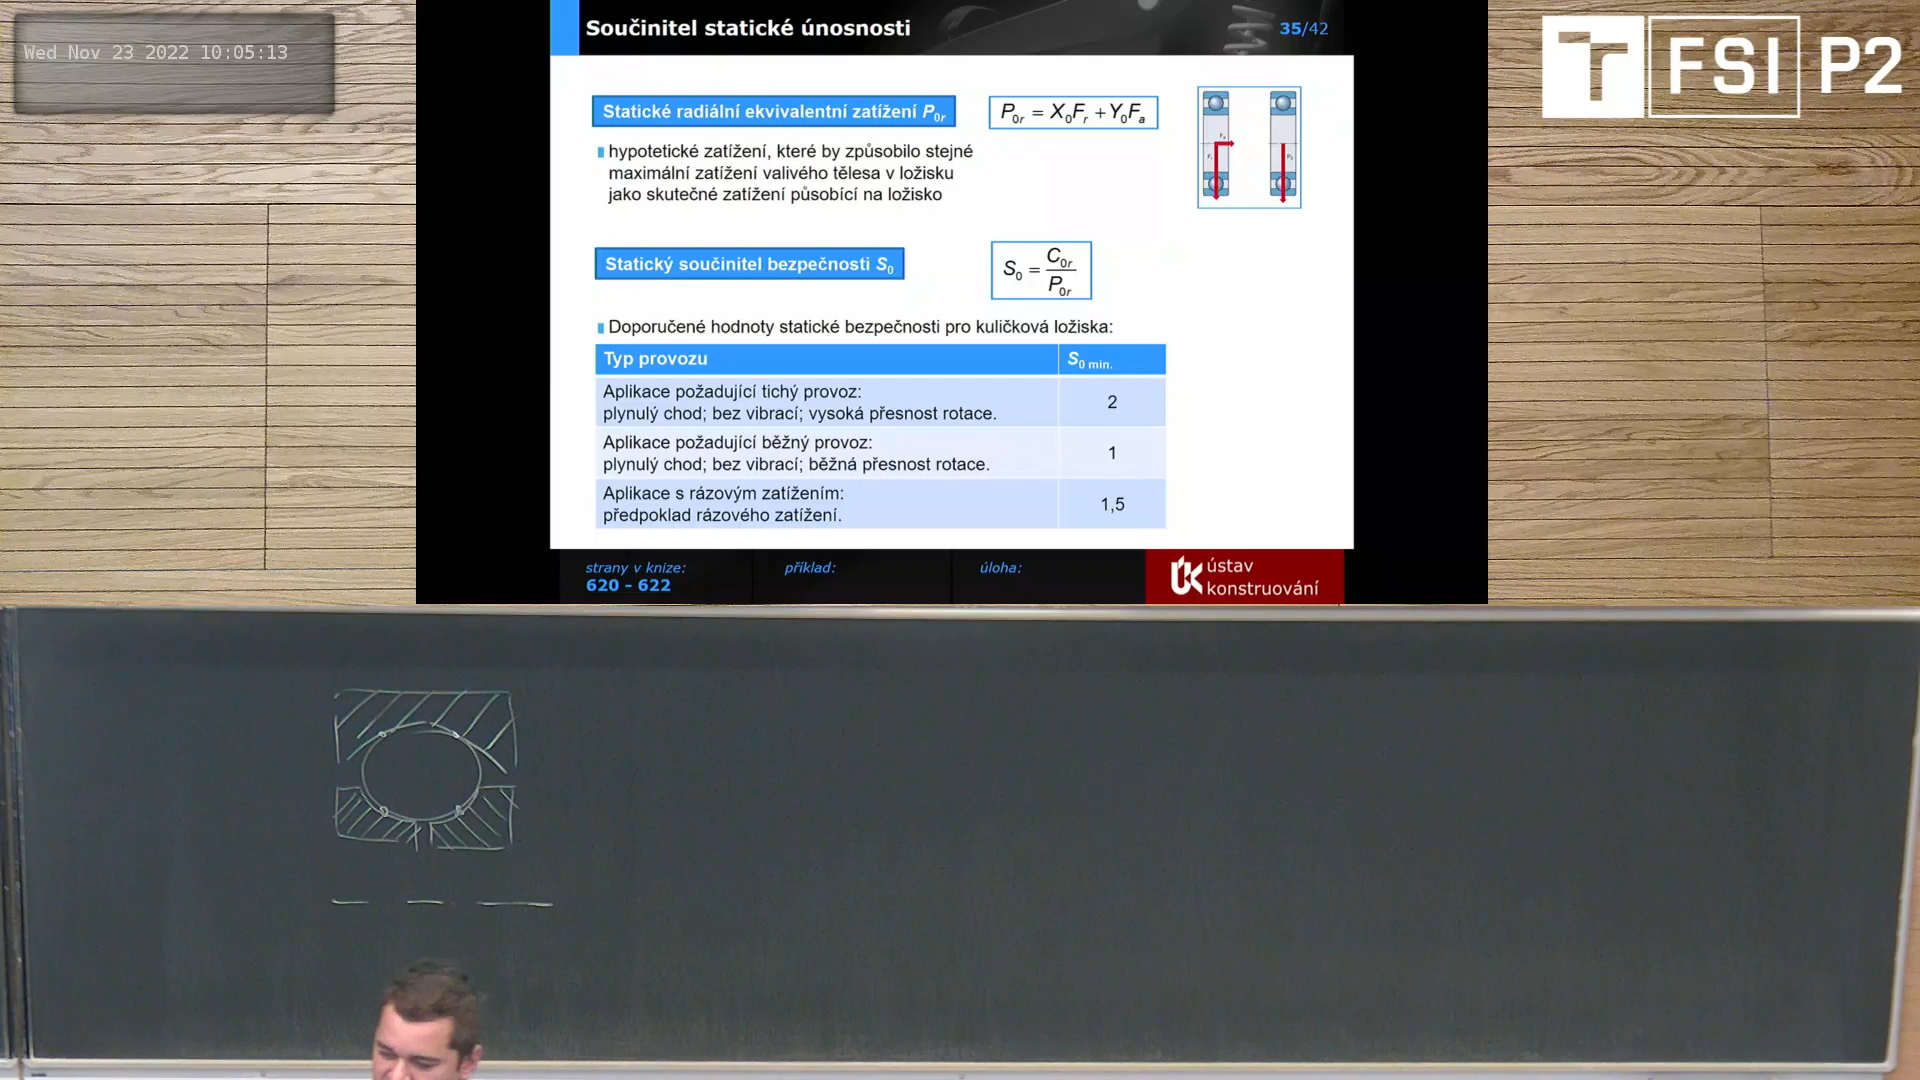 Wed Nov 23 2022 10:05:13
Součinitel statické únosnosti
35/42
T FSI P2
Statické radiální ekvivalentní zatížení P0r
P0r = X0Fr + Y0Fa
hypotetické zatížení, které by způsobilo stejné
maximální zatížení valivého tělesa v ložisku
jako skutečné zatížení působící na ložisko
Statický součinitel bezpečnosti S0
S0 = C0r / P0r
Doporučené hodnoty statické bezpečnosti pro kuličková ložiska:
Typ provozu S0 min.
Aplikace požadující tichý provoz:
plynulý chod; bez vibrací; vysoká přesnost rotace.
2
Aplikace požadující běžný provoz:
plynulý chod; bez vibrací; běžná přesnost rotace.
1
Aplikace s rázovým zatížením:
předpoklad rázového zatížení.
1,5
strany v knize:
620 – 622
příklad:
úloha:
ústav
konstruování